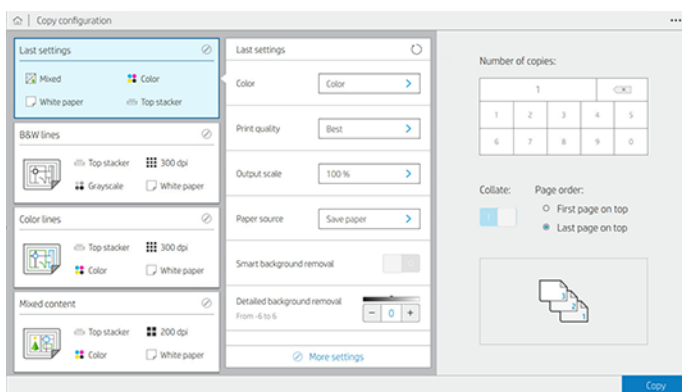 Copy configuration
Last settings
Mixed
Color
White paper
Top stacker
B&W lines
Top stacker
300 dpi
Grayscale
White paper
Color lines
Top stacker
300 dpi
Color
White paper
Mixed content
Top stacker
200 dpi
Color
White paper
Last settings
Color
Color
Print quality
Best
Output scale
100 %
Paper source
Save paper
Smart background removal
Detailed background removal
From -6 to 6
- 0 +
More settings
Number of copies:
1
1 2 3 4 5
6 7 8 9 0
Collate:
Page order:
First page on top
Last page on top
3
2
1
Copy